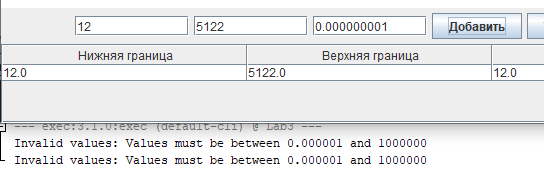 12 5122 0.000000001 Добавить
Нижняя граница Верхняя граница
12.0 5122.0 12.0
--- exec:3.1.0:exec (default-cli) @ Lab3 ---
Invalid values: Values must be between 0.000001 and 1000000
Invalid values: Values must be between 0.000001 and 1000000